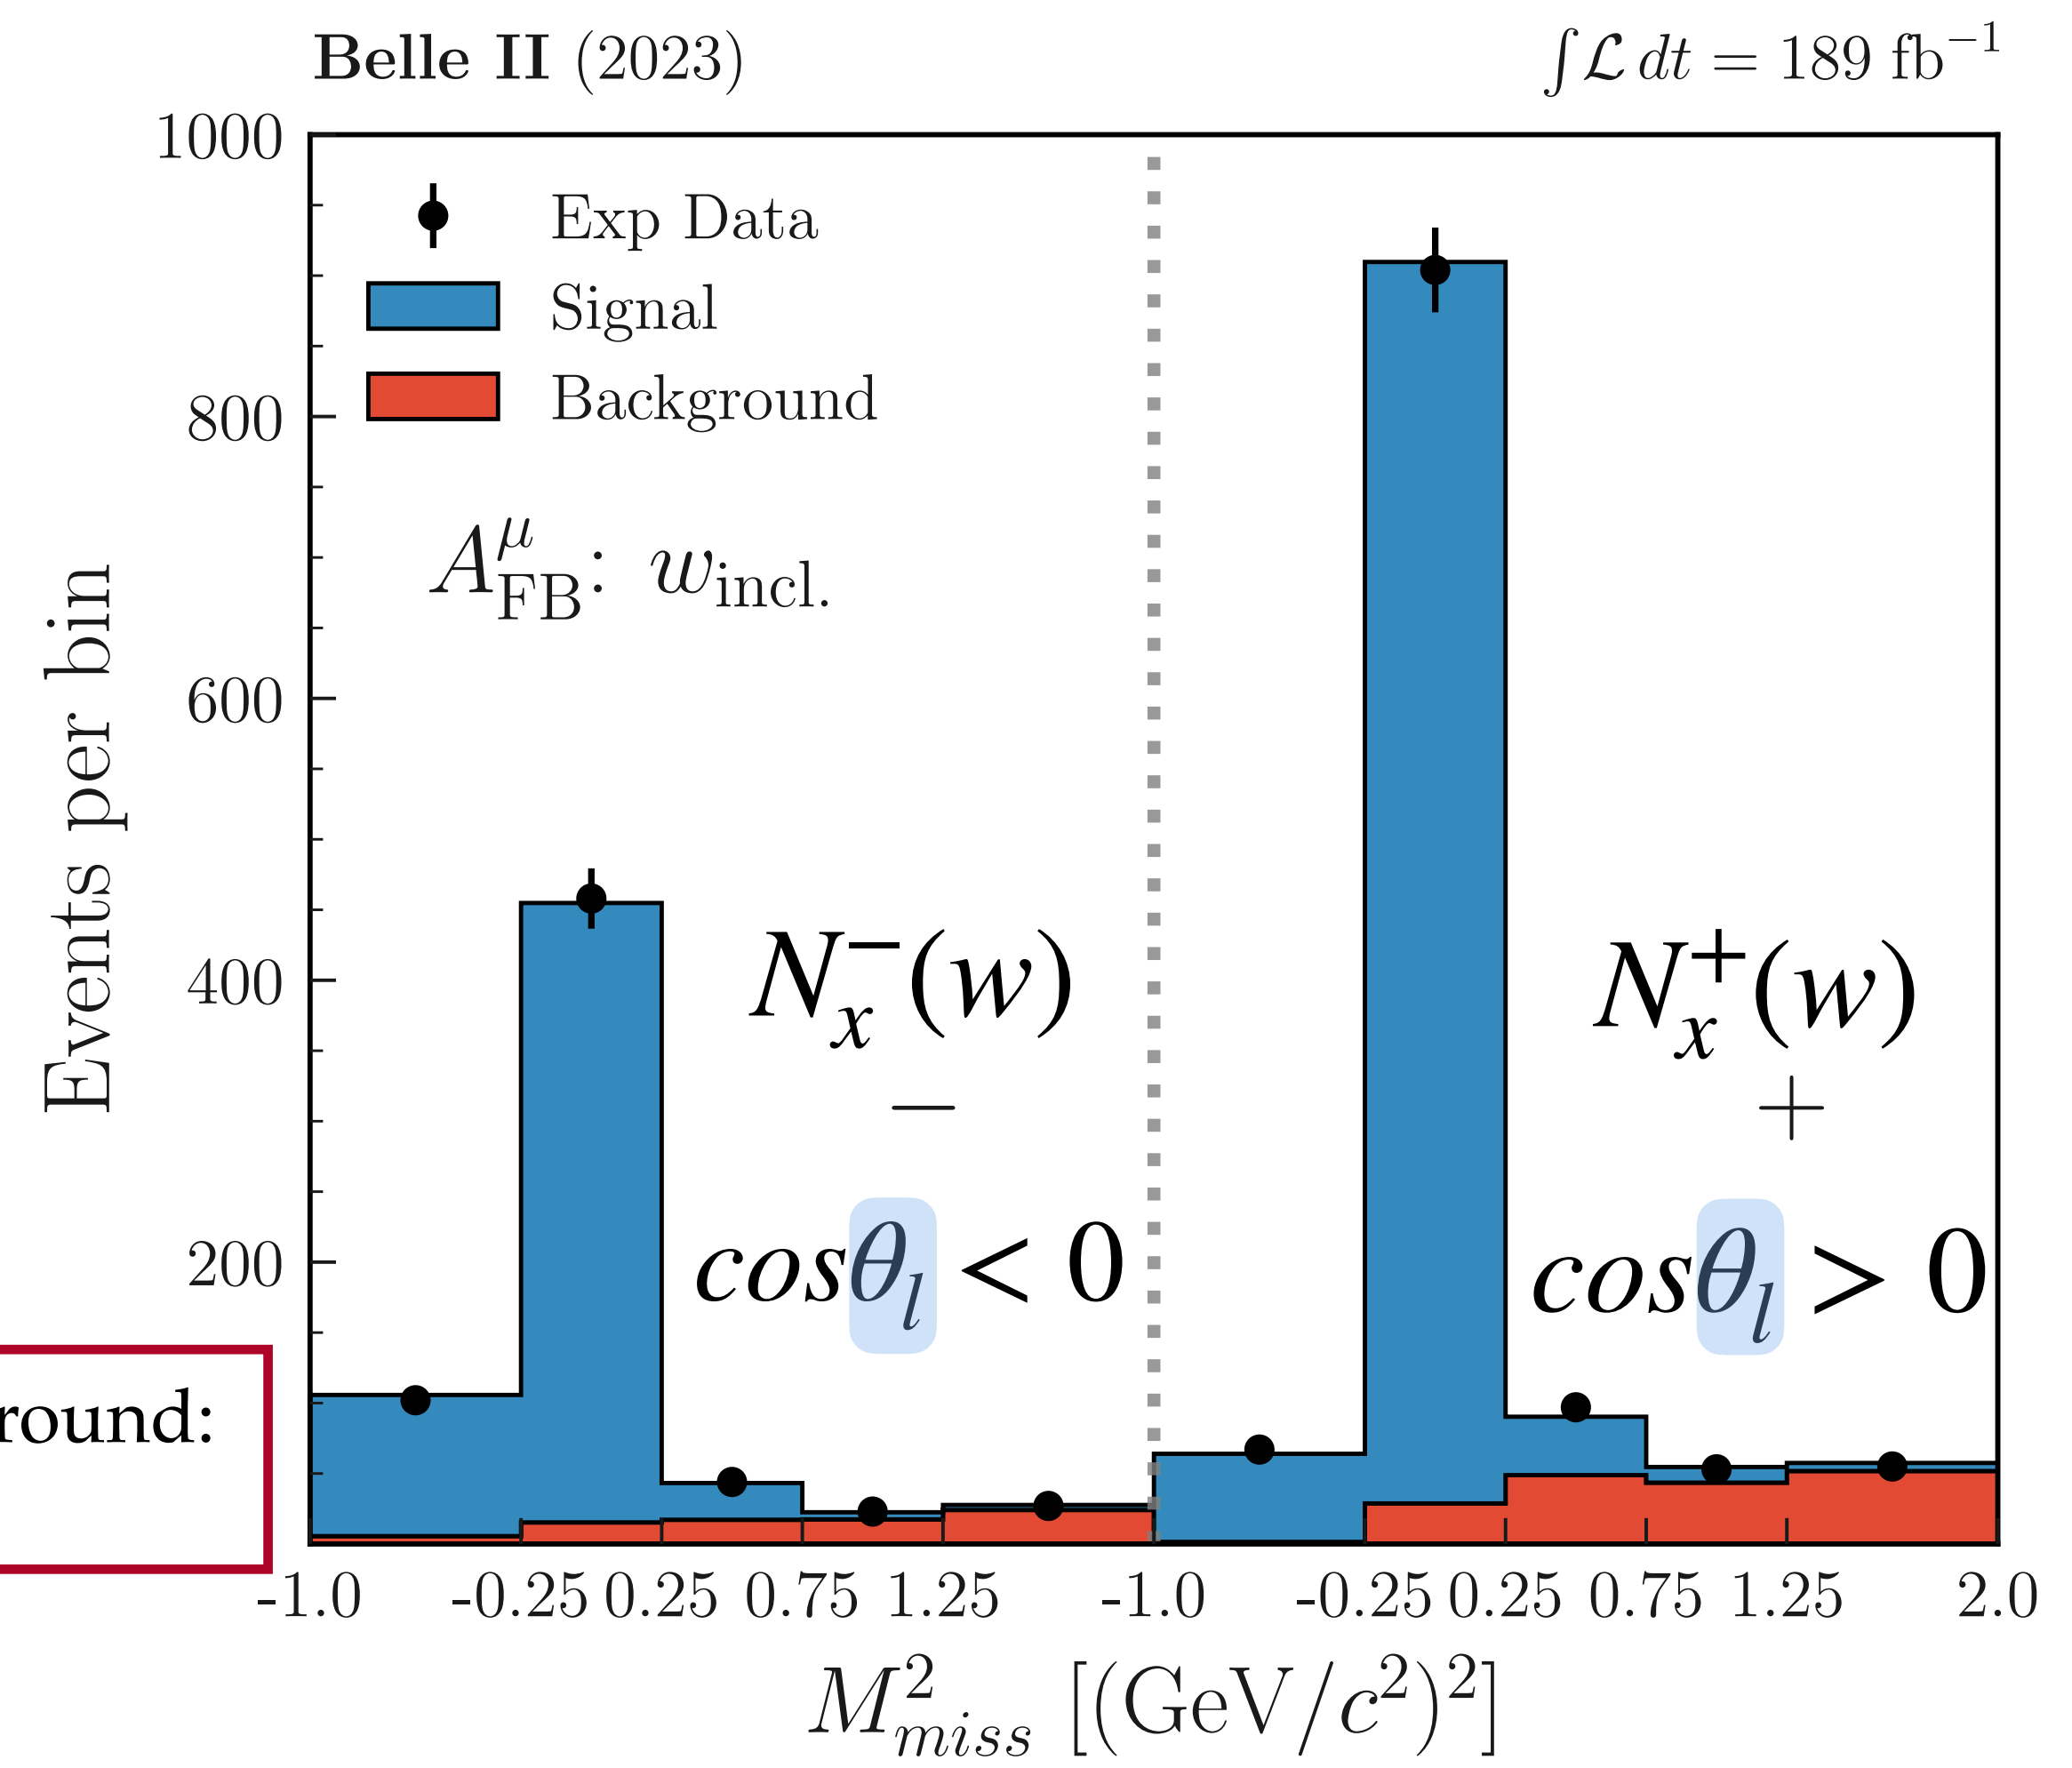 Belle II (2023) ∫ℒ dt = 189 fb⁻¹
Events per bin
1000
800
600
400
200
Exp Data
Signal
Background
A^μ_FB: w_incl.
N⁻ₓ(w)
−
cosθ_l < 0
N⁺ₓ(w)
+
cosθ_l > 0
round:
-1.0 -0.25 0.25 0.75 1.25 -1.0 -0.25 0.25 0.75 1.25 2.0
M²_miss [(GeV/c²)²]